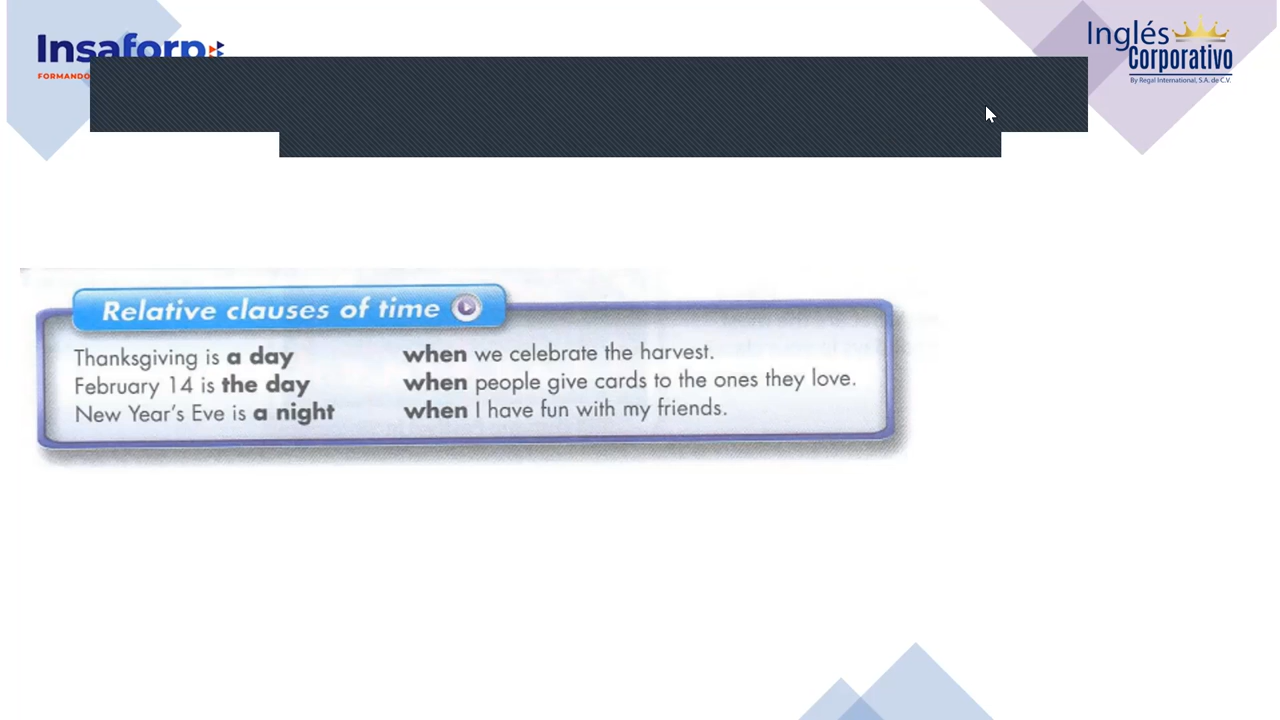 Insaforp
FORMANDO
Inglés
Corporativo
By Regal International, S.A. de C.V.
Relative clauses of time
Thanksgiving is a day when we celebrate the harvest.
February 14 is the day when people give cards to the ones they love.
New Year's Eve is a night when I have fun with my friends.